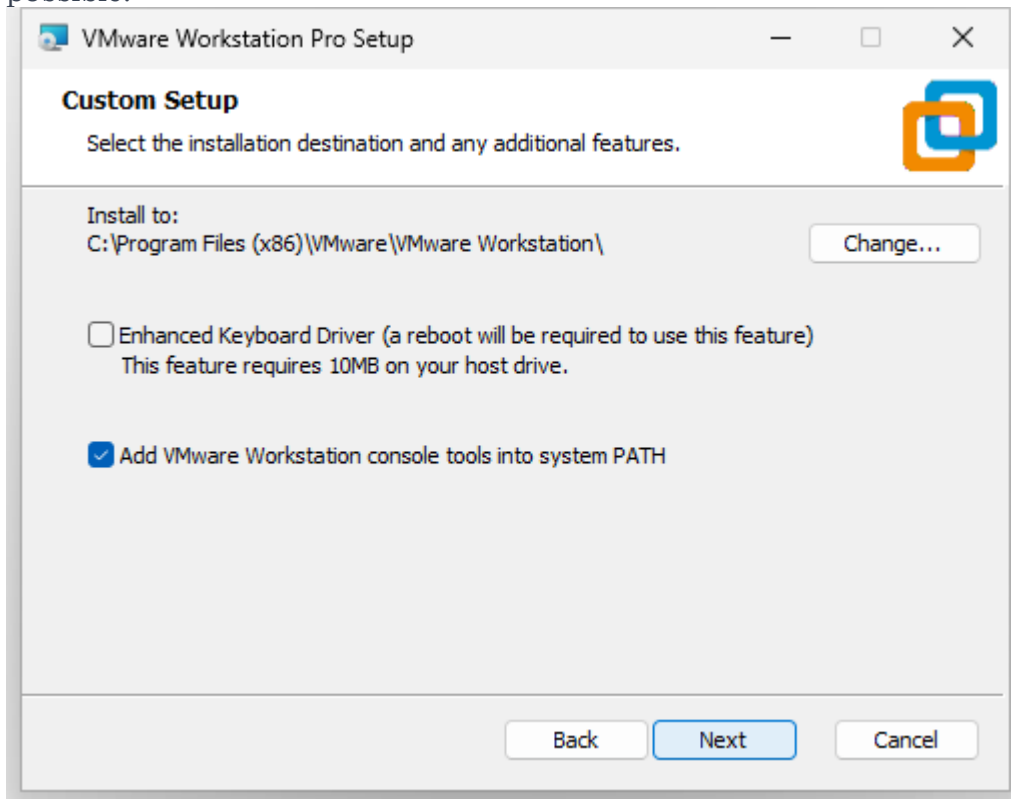 VMware Workstation Pro Setup
Custom Setup
Select the installation destination and any additional features.
Install to:
C:\Program Files (x86)\VMware\VMware Workstation\
Change...
Enhanced Keyboard Driver (a reboot will be required to use this feature)
This feature requires 10MB on your host drive.
Add VMware Workstation console tools into system PATH
Back Next Cancel